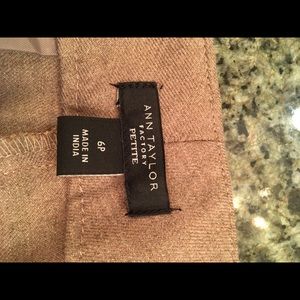 ANN TAYLOR
FACTORY
PETITE
6P
MADE IN
INDIA